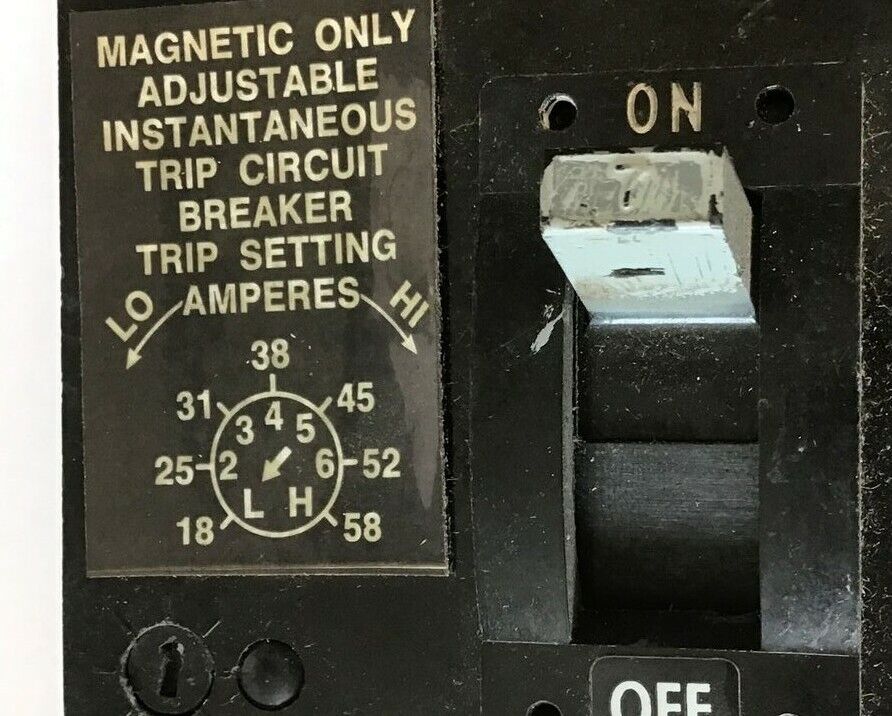 MAGNETIC ONLY
ADJUSTABLE
INSTANTANEOUS
TRIP CIRCUIT
BREAKER
TRIP SETTING
LO AMPERES HI
38
31 45
4
3 5
25 2 6 52
L H
18 58
ON
OFF